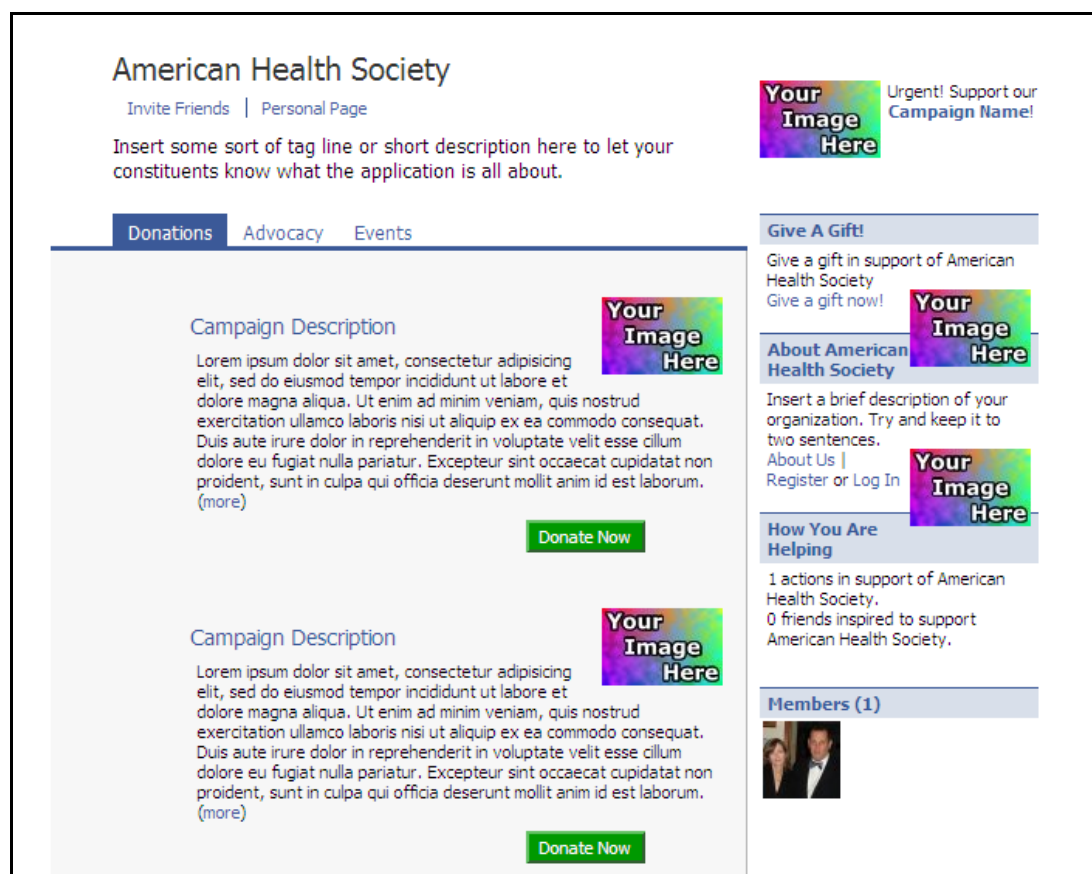 American Health Society
Invite Friends | Personal Page
Insert some sort of tag line or short description here to let your
constituents know what the application is all about.
Your
Image
Here
Urgent! Support our
Campaign Name!
Donations Advocacy Events
Campaign Description
Your
Image
Here
Lorem ipsum dolor sit amet, consectetur adipisicing
elit, sed do eiusmod tempor incididunt ut labore et
dolore magna aliqua. Ut enim ad minim veniam, quis nostrud
exercitation ullamco laboris nisi ut aliquip ex ea commodo consequat.
Duis aute irure dolor in reprehenderit in voluptate velit esse cillum
dolore eu fugiat nulla pariatur. Excepteur sint occaecat cupidatat non
proident, sunt in culpa qui officia deserunt mollit anim id est laborum.
(more)
Donate Now
Campaign Description
Your
Image
Here
Lorem ipsum dolor sit amet, consectetur adipisicing
elit, sed do eiusmod tempor incididunt ut labore et
dolore magna aliqua. Ut enim ad minim veniam, quis nostrud
exercitation ullamco laboris nisi ut aliquip ex ea commodo consequat.
Duis aute irure dolor in reprehenderit in voluptate velit esse cillum
dolore eu fugiat nulla pariatur. Excepteur sint occaecat cupidatat non
proident, sunt in culpa qui officia deserunt mollit anim id est laborum.
(more)
Donate Now
Give A Gift!
Give a gift in support of American
Health Society
Give a gift now!
Your
Image
Here
About American
Health Society
Insert a brief description of your
organization. Try and keep it to
two sentences.
About Us |
Register or Log In
Your
Image
Here
How You Are
Helping
1 actions in support of American
Health Society.
0 friends inspired to support
American Health Society.
Members (1)